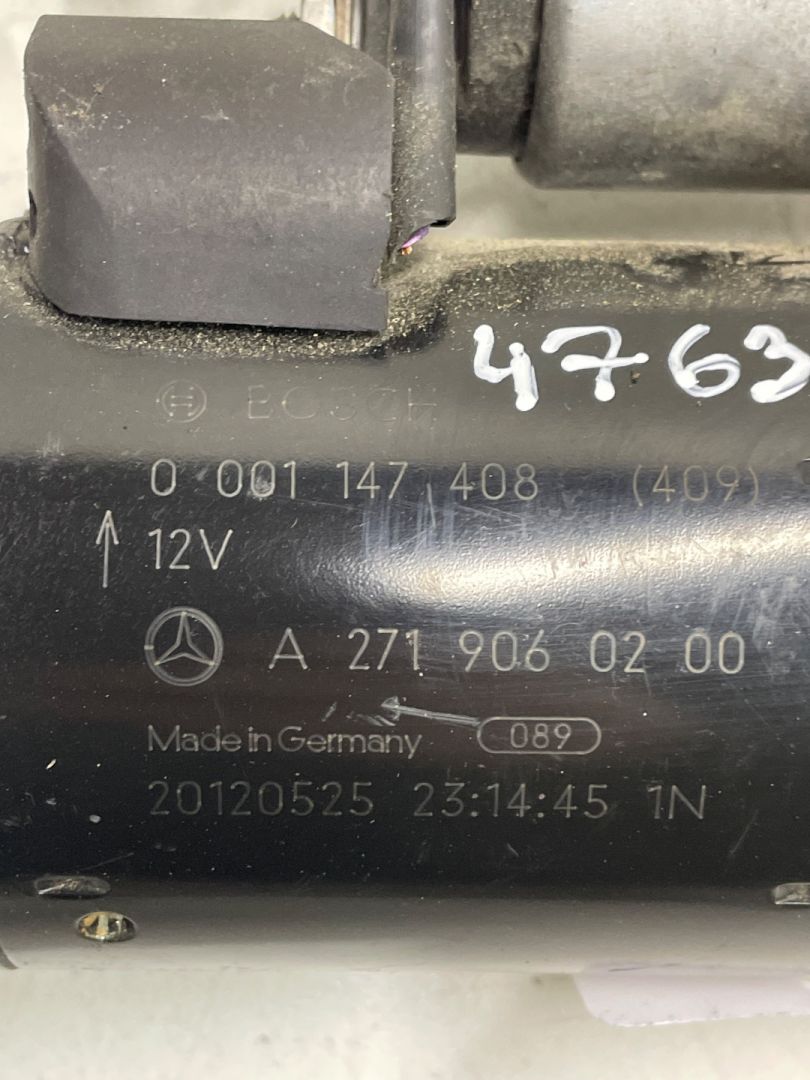 4763
BOSCH
0 001 147 408 (409)
12V
A 271 906 02 00
Made in Germany 089
20120525 23:14:45 1N